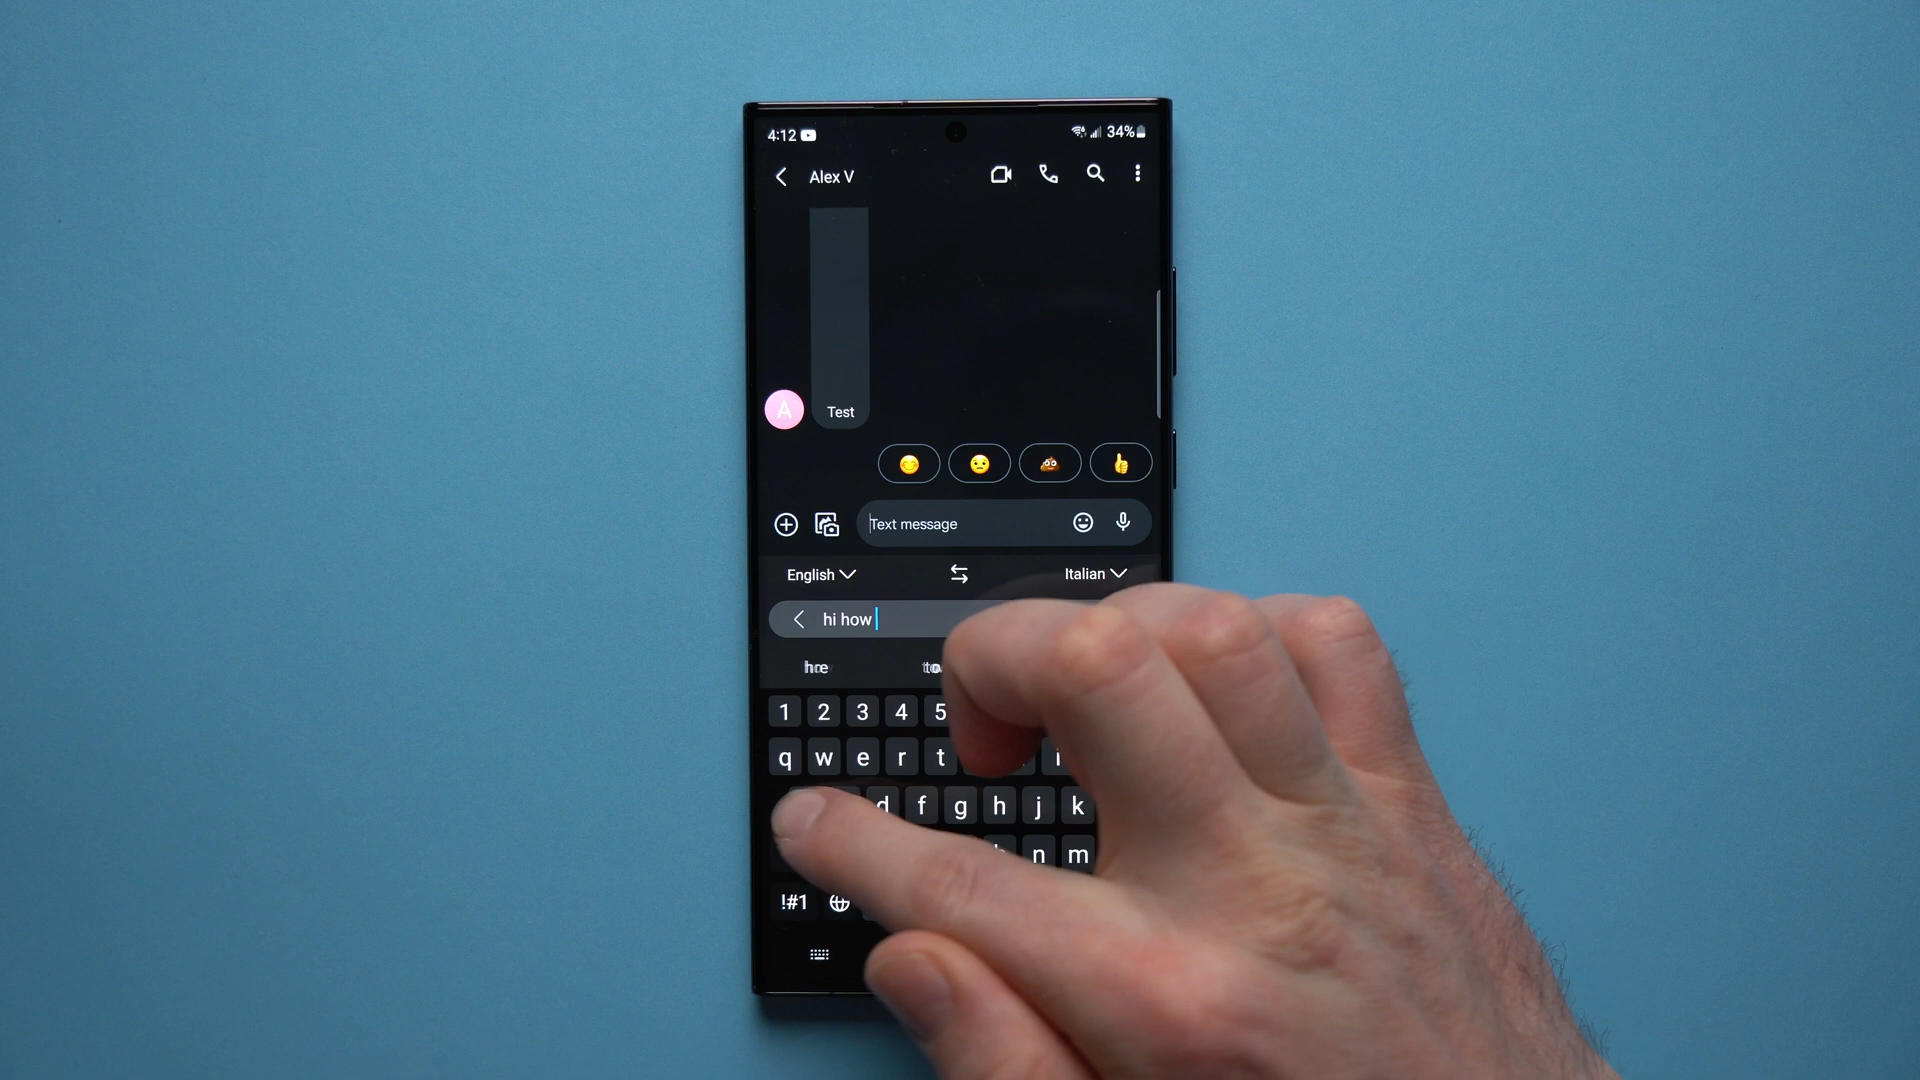 4:12 34%
Alex V
A
Test
Text message
English Italian
hi how
1 2 3 4 5
q w e r t
d f g h j k
n m
!#1